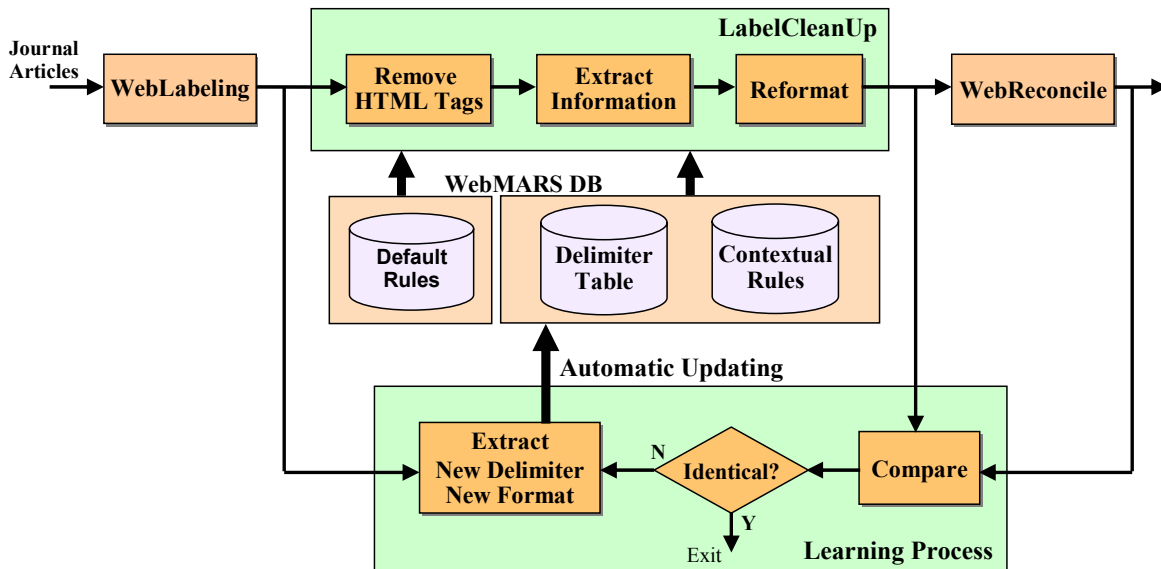 LabelCleanUp
Journal
Articles
WebLabeling
Remove
HTML Tags
Extract
Information
Reformat
WebReconcile
WebMARS DB
Default
Rules
Delimiter
Table
Contextual
Rules
Automatic Updating
Extract
New Delimiter
New Format
N
Identical?
Compare
Y
Exit
Learning Process